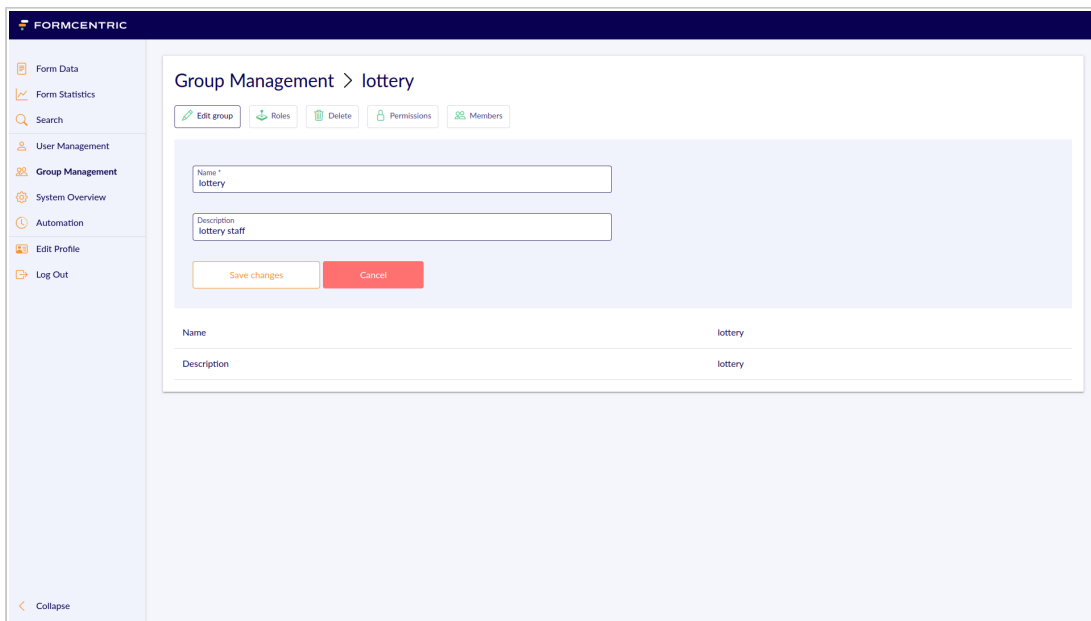 FORMCENTRIC
Form Data
Form Statistics
Search
User Management
Group Management
System Overview
Automation
Edit Profile
Log Out
Collapse
Group Management > lottery
Edit group Roles Delete Permissions Members
Name *
lottery
Description
lottery staff
Save changes Cancel
Name lottery
Description lottery